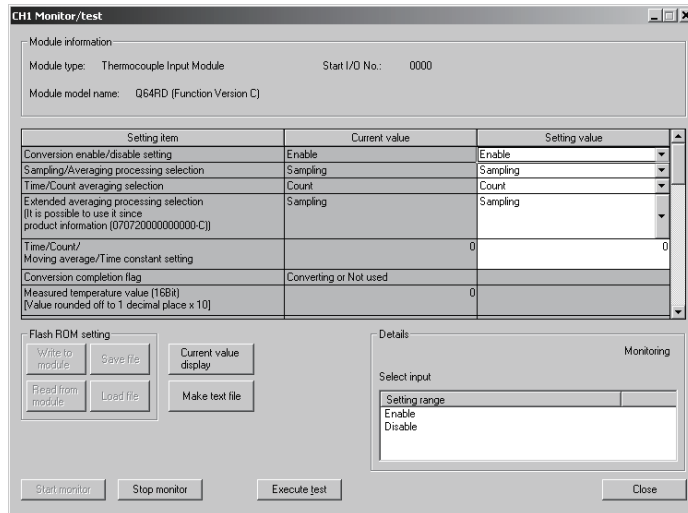 CH1 Monitor/test
Module information
Module type: Thermocouple Input Module Start I/O No.: 0000
Module model name: Q64RD (Function Version C)
Setting item Current value Setting value
Conversion enable/disable setting Enable Enable
Sampling/Averaging processing selection Sampling Sampling
Time/Count averaging selection Count Count
Extended averaging processing selection Sampling Sampling
(It is possible to use it since
product information (070720000000000-C))
Time/Count/ 0 0
Moving average/Time constant setting
Conversion completion flag Converting or Not used
Measured temperature value (16Bit) 0
[Value rounded off to 1 decimal place x 10]
Flash ROM setting
Write to module
Save file
Current value display
Read from module
Load file
Make text file
Details
Monitoring
Select input
Setting range
Enable
Disable
Start monitor Stop monitor Execute test Close